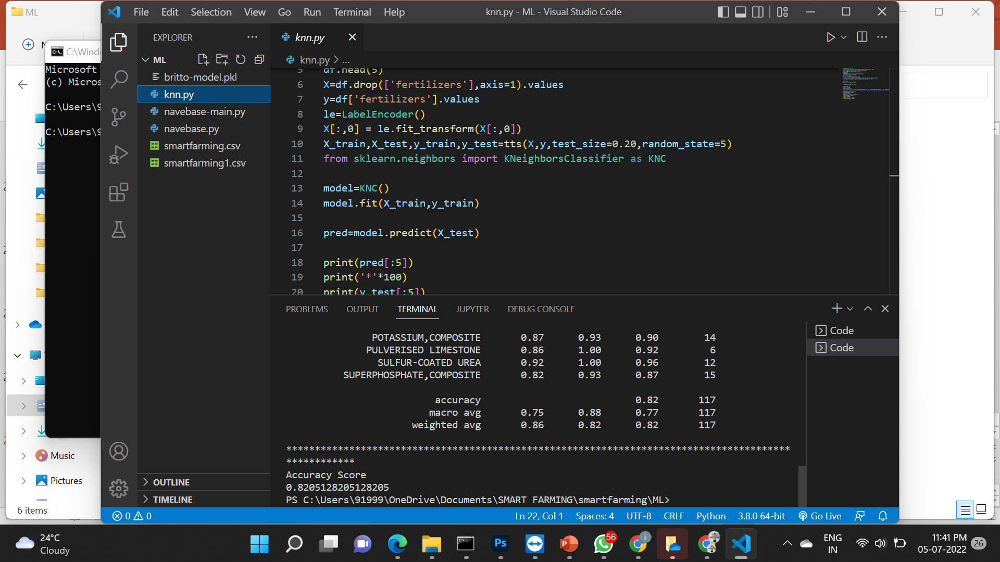 ML
C:\Wind
Microsoft
(c) Micros
C:\Users\9
C:\Users\9
Music
Pictures
6 items
File Edit Selection View Go Run Terminal Help
knn.py - ML - Visual Studio Code
EXPLORER
ML
britto-model.pkl
knn.py
navebase-main.py
navebase.py
smartfarming.csv
smartfarming1.csv
OUTLINE
TIMELINE
knn.py
knn.py > ...
5 df.head(5)
6 X=df.drop(['fertilizers'],axis=1).values
7 y=df['fertilizers'].values
8 le=LabelEncoder()
9 X[:,0] = le.fit_transform(X[:,0])
10 X_train,X_test,y_train,y_test=tts(X,y,test_size=0.20,random_state=5)
11 from sklearn.neighbors import KNeighborsClassifier as KNC
12
13 model=KNC()
14 model.fit(X_train,y_train)
15
16 pred=model.predict(X_test)
17
18 print(pred[:5])
19 print('*'*100)
20 print(y_test[:5])
PROBLEMS OUTPUT TERMINAL JUPYTER DEBUG CONSOLE
POTASSIUM,COMPOSITE 0.87 0.93 0.90 14
PULVERISED LIMESTONE 0.86 1.00 0.92 6
SULFUR-COATED UREA 0.92 1.00 0.96 12
SUPERPHOSPHATE,COMPOSITE 0.82 0.93 0.87 15
accuracy 0.82 117
macro avg 0.75 0.88 0.77 117
weighted avg 0.86 0.82 0.82 117
****************************************************************************************
************
Accuracy Score
0.8205128205128205
PS C:\Users\91999\OneDrive\Documents\SMART FARMING\smartfarming\ML>
Code
Code
0 0
Ln 22, Col 1 Spaces: 4 UTF-8 CRLF Python 3.8.0 64-bit Go Live
24°C
Cloudy
Ps
P
56
ENG
IN
11:41 PM
05-07-2022
26